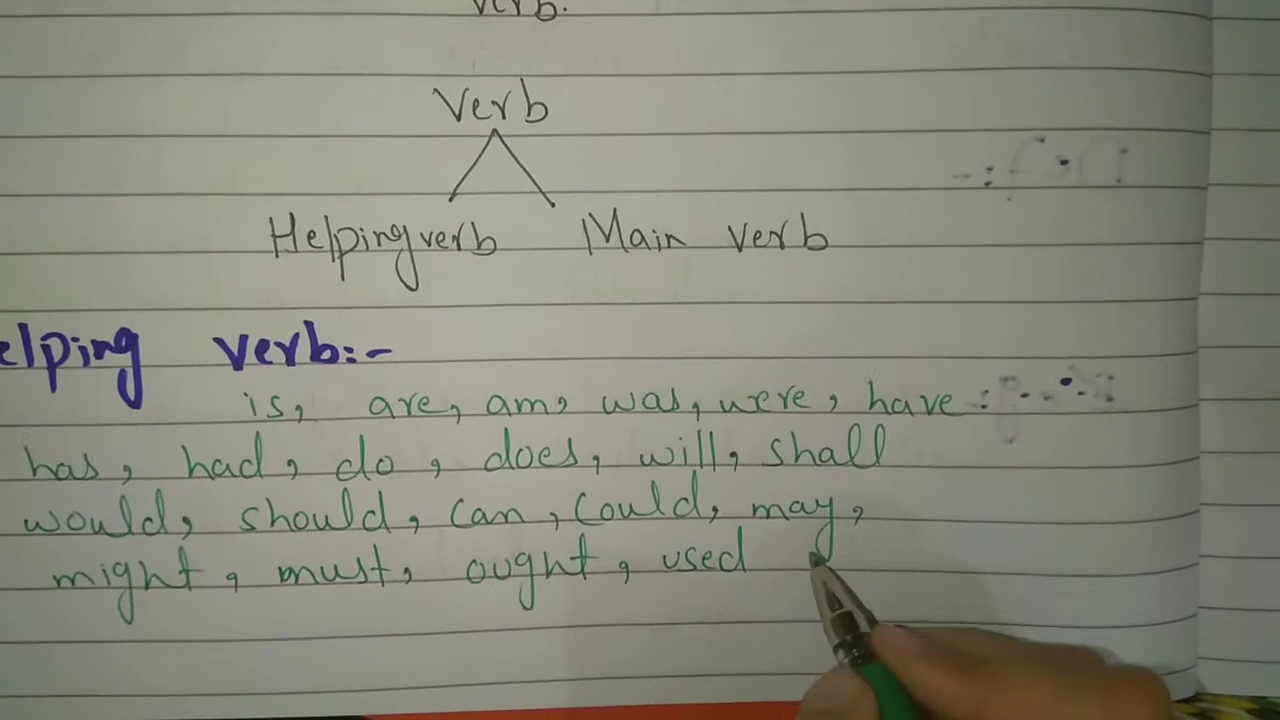 verb.
Verb
Helping verb Main verb
elping verb:-
is, are, am, was, were, have
has, had, do, does, will, shall
would, should, can, could, may,
might, must, ought, used